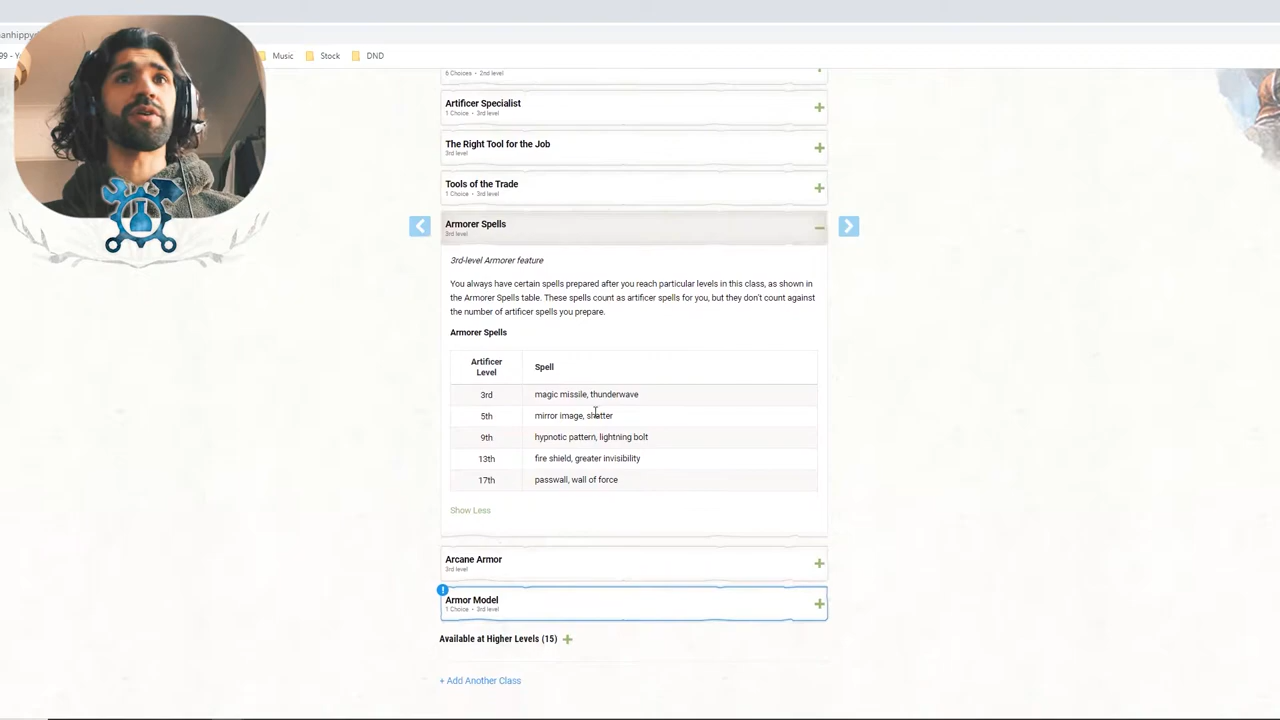 anhippy
99 - Y
Music
Stock
DND
6 Choices • 2nd level
Artificer Specialist
1 Choice • 3rd level
The Right Tool for the Job
3rd level
Tools of the Trade
1 Choice • 3rd level
Armorer Spells
3rd level
3rd-level Armorer feature
You always have certain spells prepared after you reach particular levels in this class, as shown in
the Armorer Spells table. These spells count as artificer spells for you, but they don't count against
the number of artificer spells you prepare.
Armorer Spells
Artificer
Level
Spell
3rd
magic missile, thunderwave
5th
mirror image, shatter
9th
hypnotic pattern, lightning bolt
13th
fire shield, greater invisibility
17th
passwall, wall of force
Show Less
Arcane Armor
3rd level
!
Armor Model
1 Choice • 3rd level
Available at Higher Levels (15)
+ Add Another Class